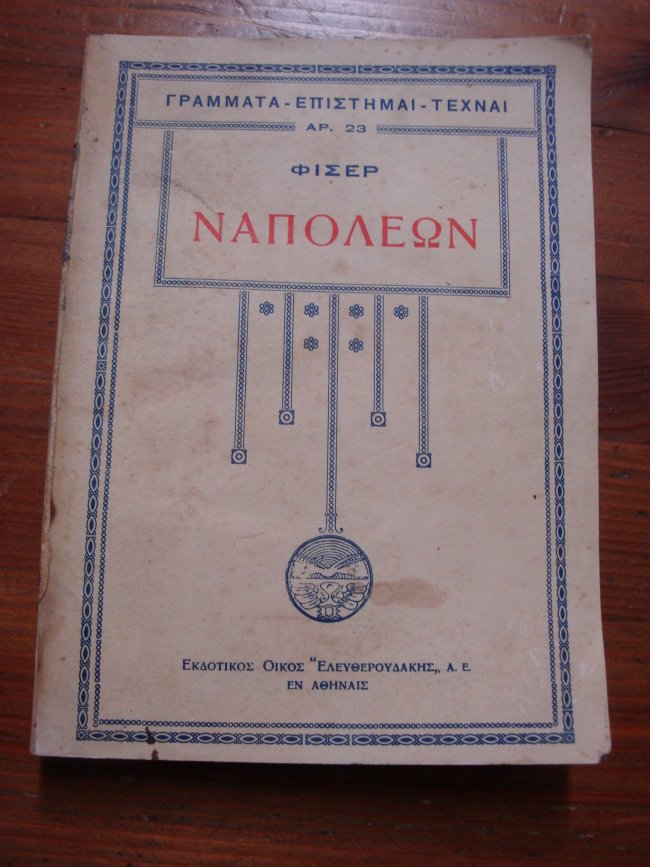 ΓΡΑΜΜΑΤΑ - ΕΠΙΣΤΗΜΑΙ - ΤΕΧΝΑΙ
ΑΡ. 23
ΦΙΣΕΡ
ΝΑΠΟΛΕΩΝ
ΕΚΔΟΤΙΚΟΣ ΟΙΚΟΣ “ΕΛΕΥΘΕΡΟΥΔΑΚΗΣ„ Α. Ε.
ΕΝ ΑΘΗΝΑΙΣ